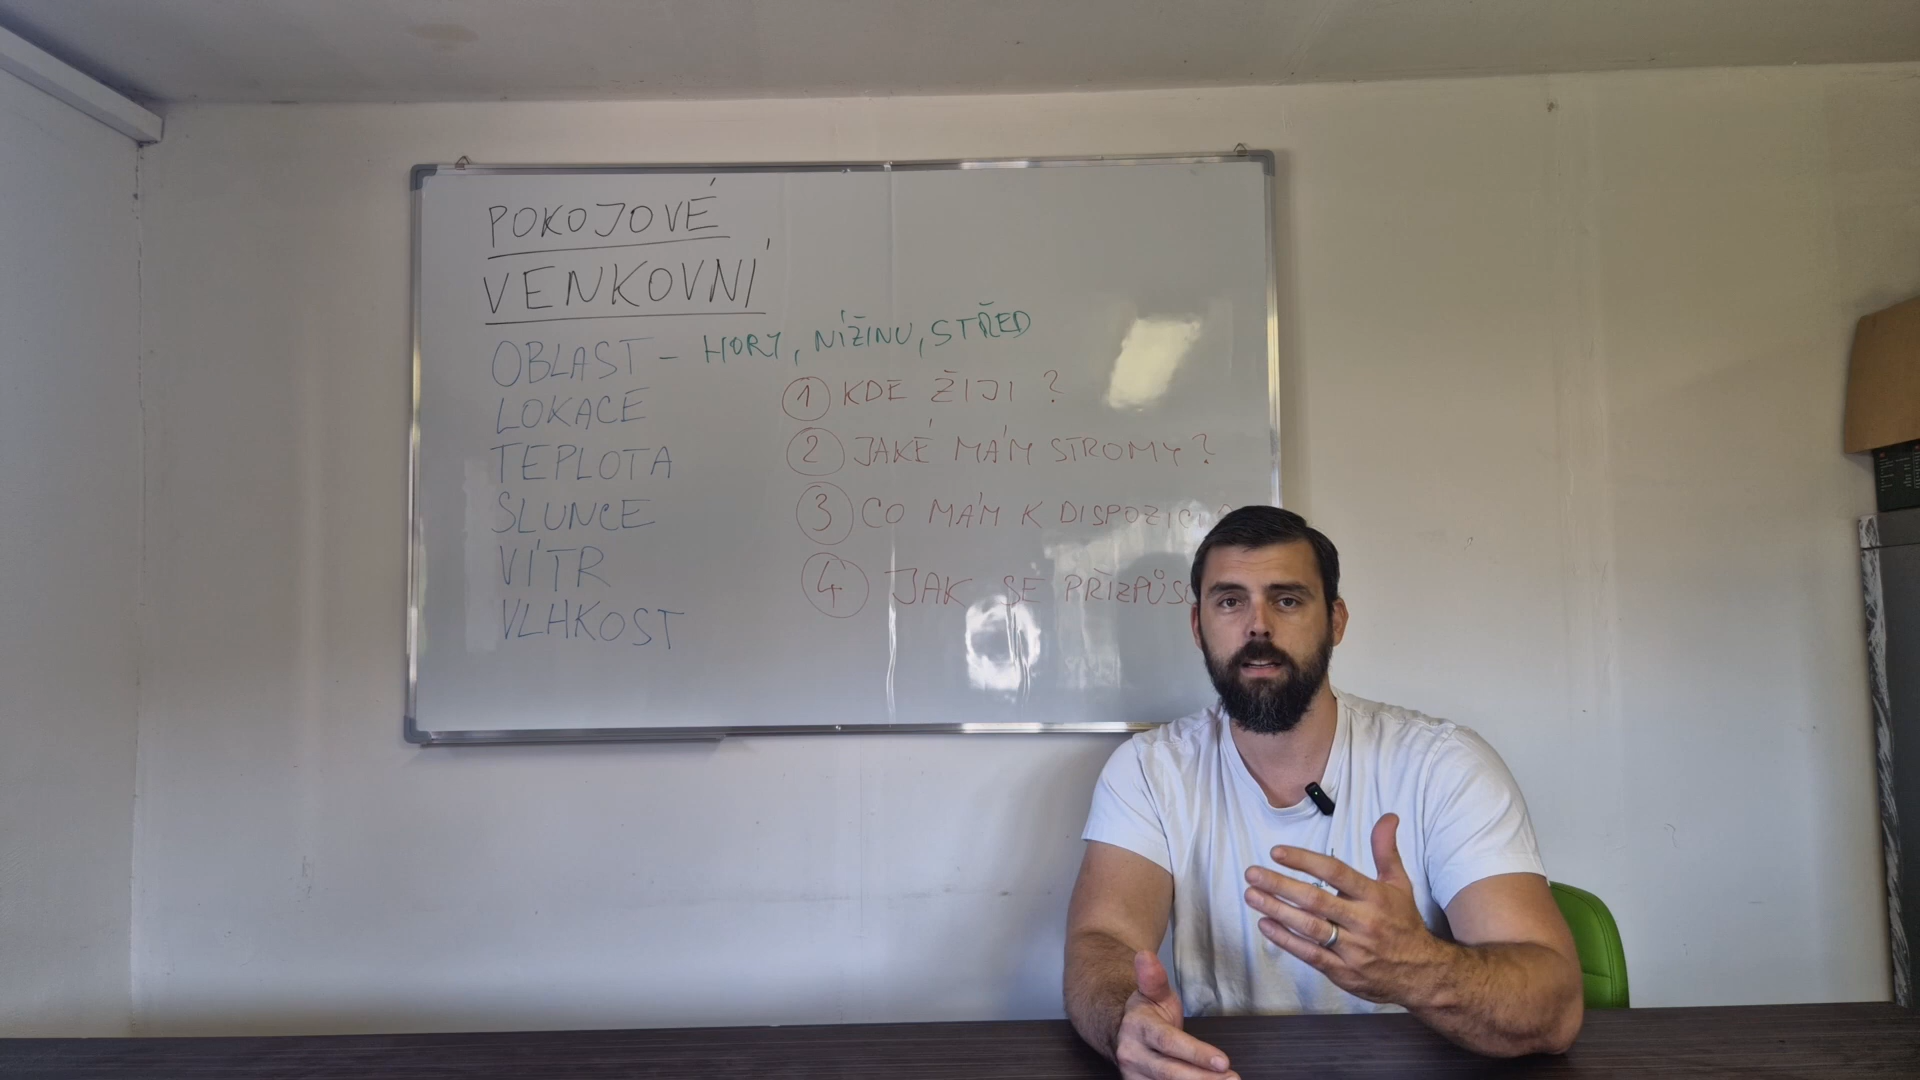 POKOJOVÉ
VENKOVNÍ
OBLAST - HORY, NÍŽINU, STŘED
LOKACE
TEPLOTA
SLUNCE
VÍTR
VLHKOST
1 KDE ŽIJI ?
2 JAKÉ MÁM STROMY ?
3 CO MÁM K DISPOZICI
4 JAK SE